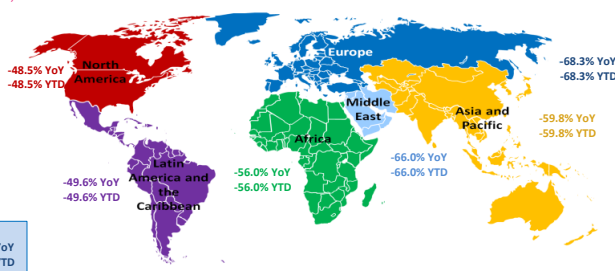 Europe
-68.3% YoY
-68.3% YTD
North
America
-48.5% YoY
-48.5% YTD
Middle
East
Asia and
Pacific
-59.8% YoY
-59.8% YTD
Africa
-66.0% YoY
-66.0% YTD
Latin
America and
the
Caribbean
-56.0% YoY
-56.0% YTD
-49.6% YoY
-49.6% YTD
YoY
YTD